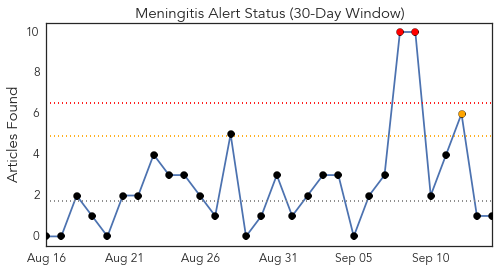 Meningitis Alert Status (30-Day Window)
Articles Found
10
8
6
4
2
0
Aug 16 Aug 21 Aug 26 Aug 31 Sep 05 Sep 10